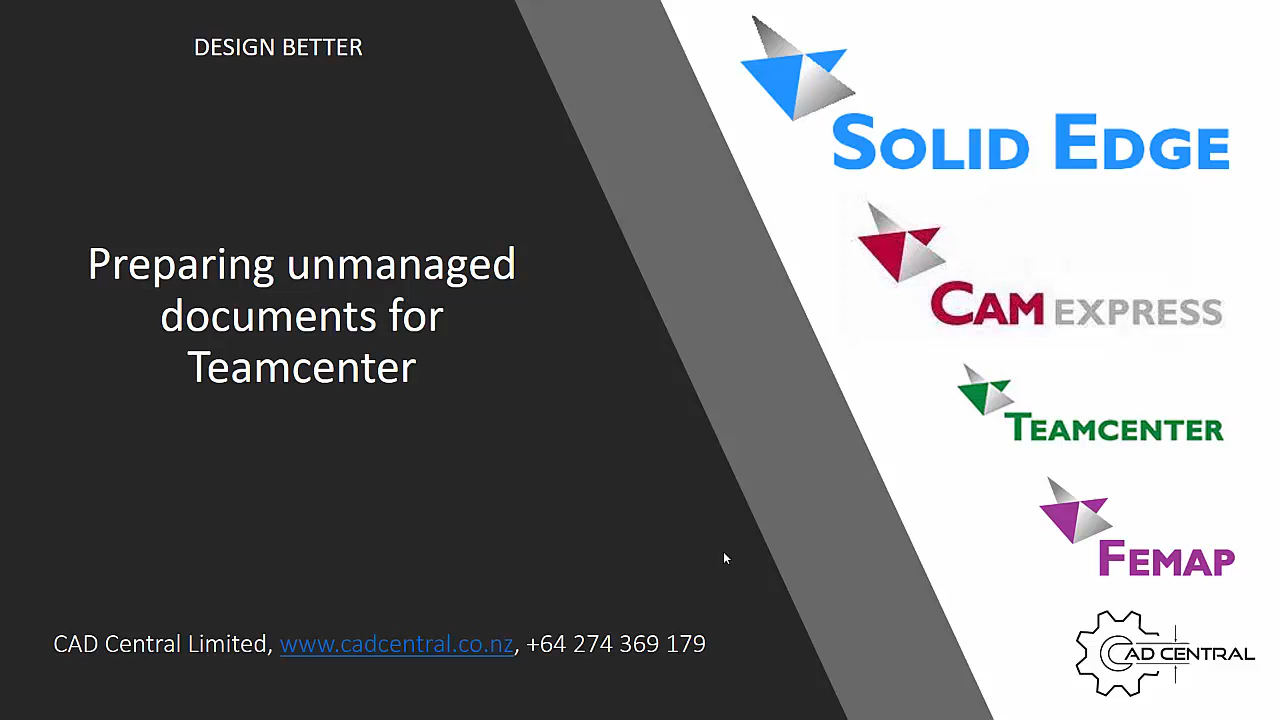 DESIGN BETTER
Preparing unmanaged
documents for
Teamcenter
CAD Central Limited, www.cadcentral.co.nz, +64 274 369 179
SOLID EDGE
CAM EXPRESS
TEAMCENTER
FEMAP
CAD CENTRAL